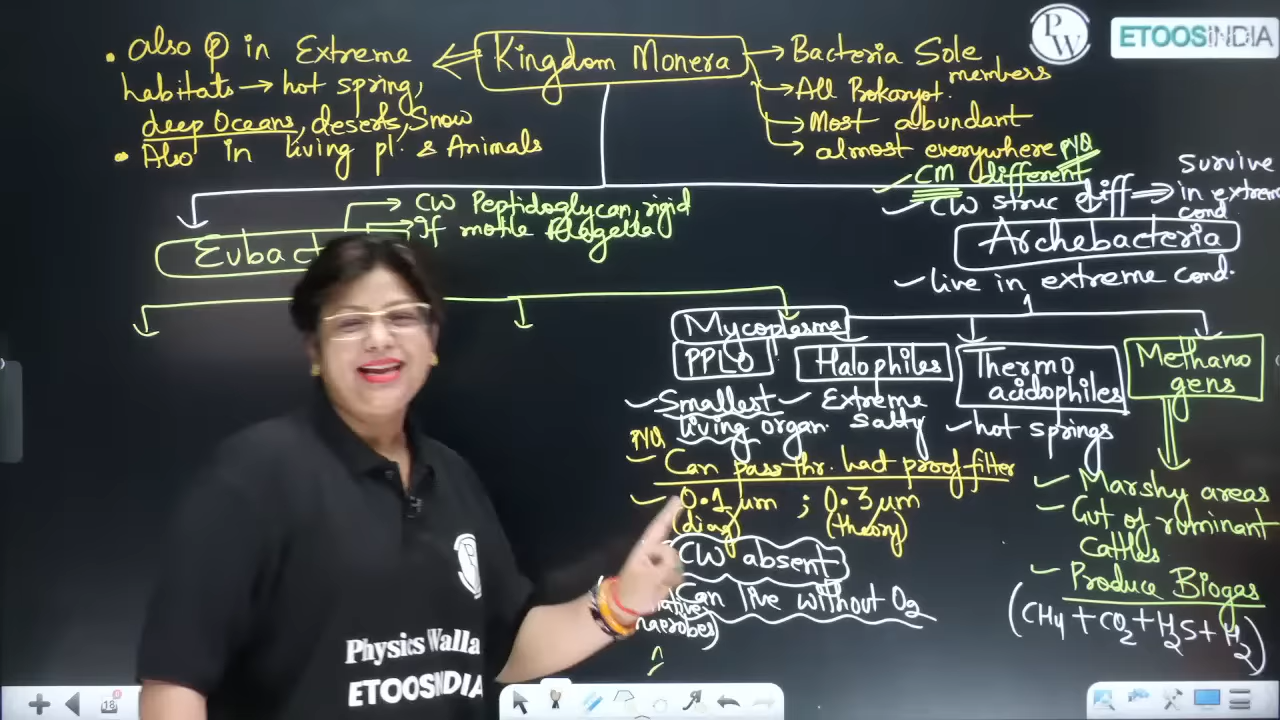 • also ⓟ in Extreme
habitats → hot spring,
deep Oceans, deserts, Snow
• Also in living pl. & Animals
Kingdom Monera
→ Bacteria Sole
members
→ All Prokaryot.
→ Most abundant
→ almost everywhere
PW
ETOOSINDIA
PYQ
✓ CM different
✓ CW struc diff → Survive
in extreme
cond
CW Peptidoglycan, rigid
If motile flagella
Eubact
Archebacteria
✓ live in extreme cond.
Mycoplasma
PPLO
Halophiles
Thermo
acidophiles
Methano
gens
✓ Smallest
living organ.
✓ Extreme
salty
✓ hot springs
PYQ
✓ Can pass thr. bact proof filter
✓ 0.1 μm ; 0.3 μm
(diag) (theory)
CW absent
Can live without O2
✓ Marshy areas
✓ Gut of ruminant
Cattles
✓ Produce Biogas
(CH4 + CO2 + H2S + H2)
Physics Walla
ETOOSINDIA
18